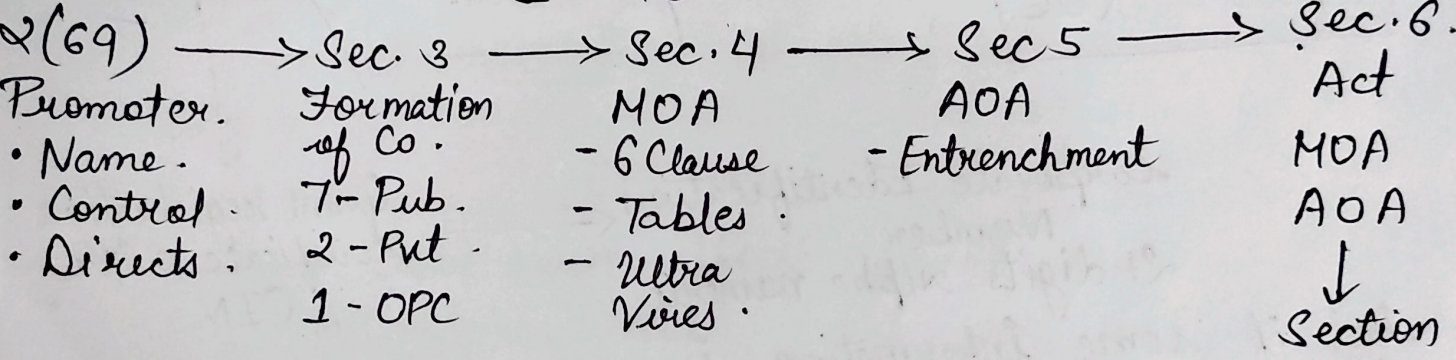 2(69) → Sec. 3 → Sec. 4 → Sec 5 → Sec. 6.
Promoter.
• Name.
• Control.
• Directs.
Formation
of Co.
7 - Pub.
2 - Pvt.
1 - OPC
MOA
- 6 Clause
- Tables.
- Ultra
Vires.
AOA
- Entrenchment
Act
MOA
AOA
↓
Section